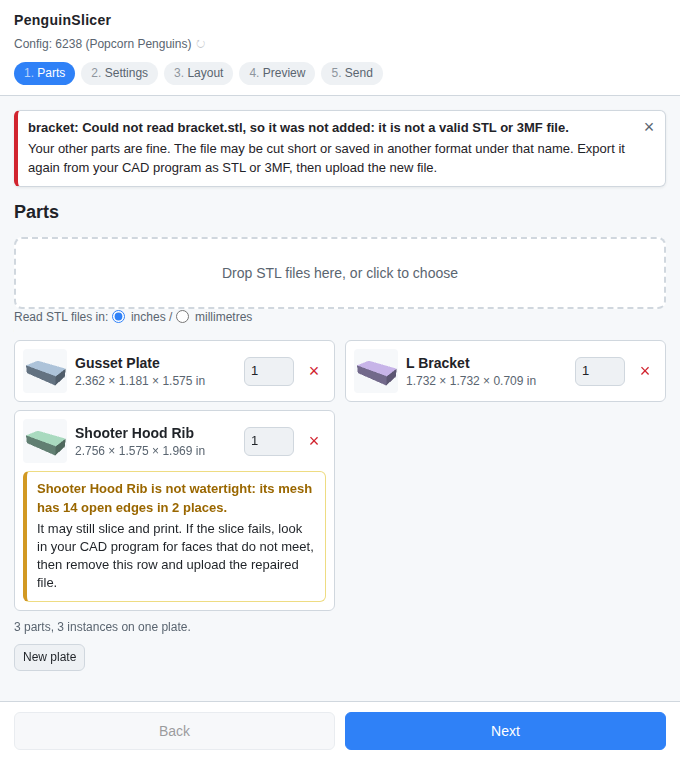 PenguinSlicer
Config: 6238 (Popcorn Penguins)
1. Parts
2. Settings
3. Layout
4. Preview
5. Send
bracket: Could not read bracket.stl, so it was not added: it is not a valid STL or 3MF file.
×
Your other parts are fine. The file may be cut short or saved in another format under that name. Export it
again from your CAD program as STL or 3MF, then upload the new file.
Parts
Drop STL files here, or click to choose
Read STL files in: inches / millimetres
Gusset Plate
2.362 × 1.181 × 1.575 in
1
×
L Bracket
1.732 × 1.732 × 0.709 in
1
×
Shooter Hood Rib
2.756 × 1.575 × 1.969 in
1
×
Shooter Hood Rib is not watertight: its mesh
has 14 open edges in 2 places.
It may still slice and print. If the slice fails, look
in your CAD program for faces that do not meet,
then remove this row and upload the repaired
file.
3 parts, 3 instances on one plate.
New plate
Back
Next